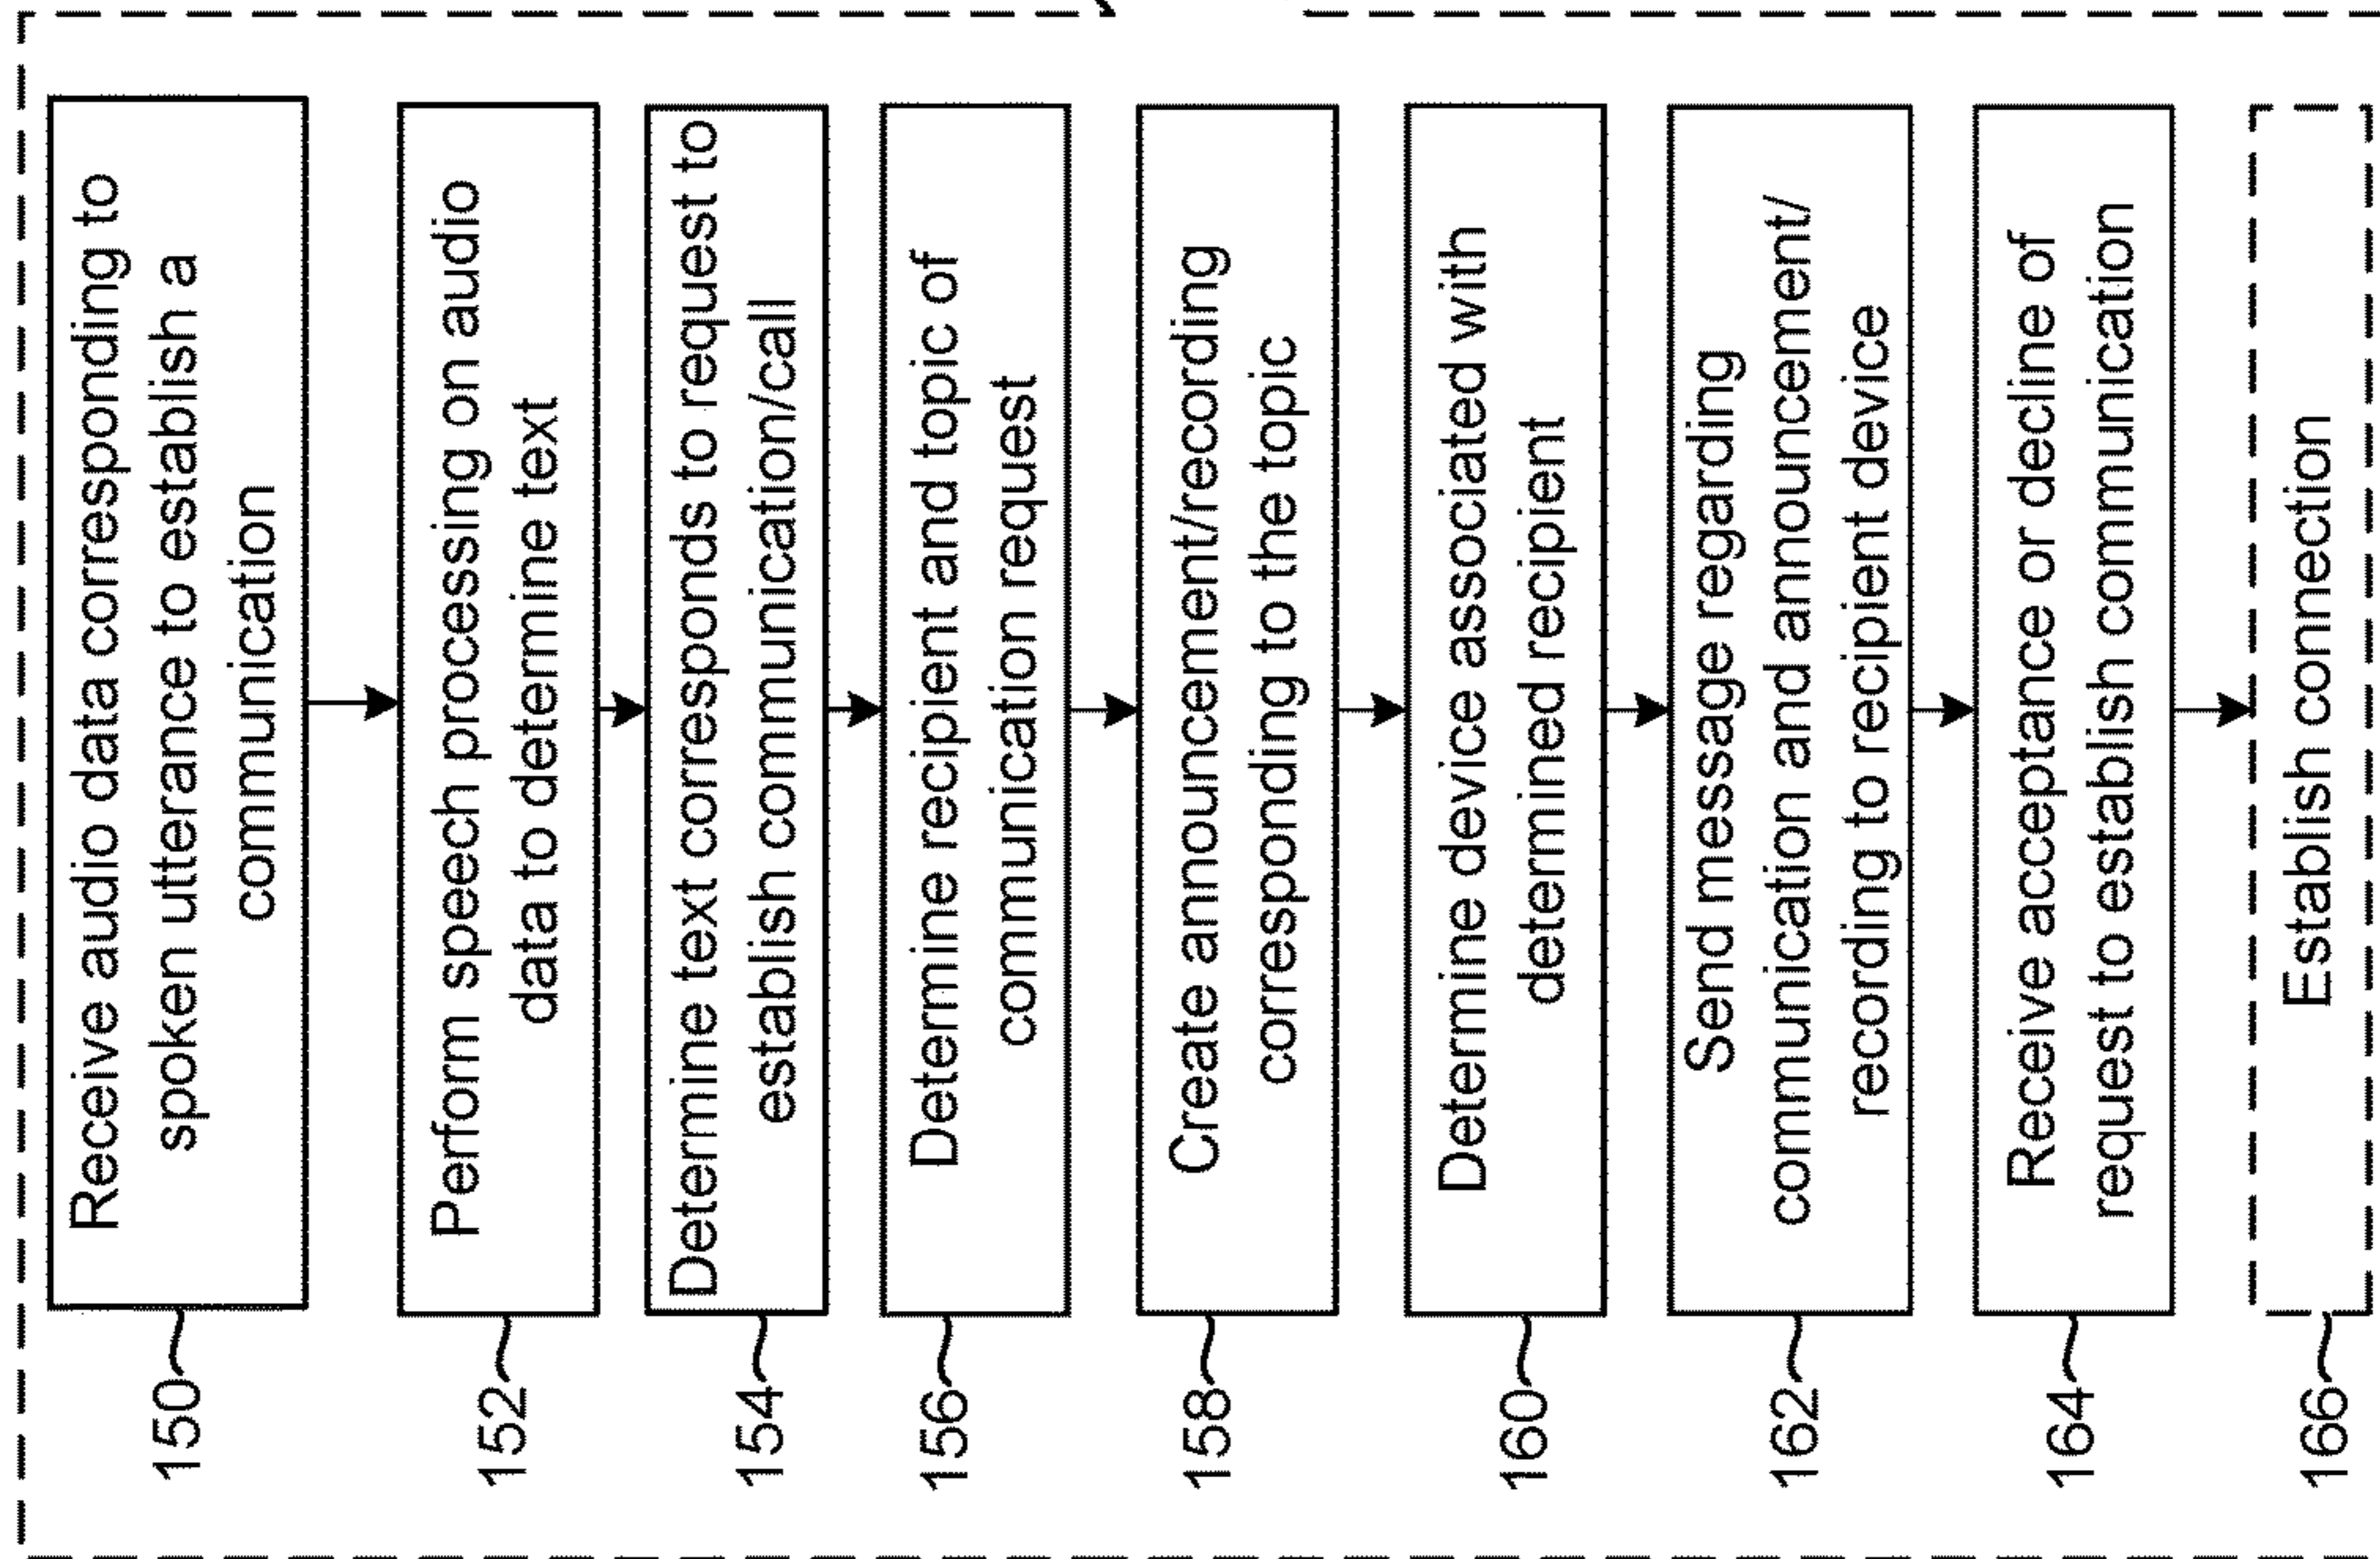 150
Receive audio data corresponding to
spoken utterance to establish a
communication
152
Perform speech processing on audio
data to determine text
154
Determine text corresponds to request to
establish communication/call
156
Determine recipient and topic of
communication request
158
Create announcement/recording
corresponding to the topic
160
Determine device associated with
determined recipient
162
Send message regarding
communication and announcement/
recording to recipient device
164
Receive acceptance or decline of
request to establish communication
166
Establish connection